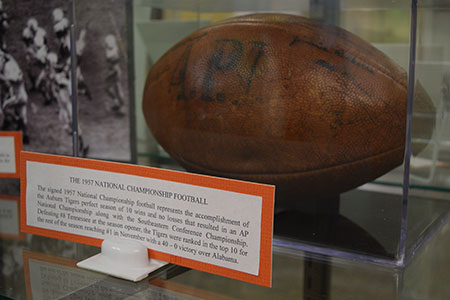 A.P.I
THE 1957 NATIONAL CHAMPIONSHIP FOOTBALL
The signed 1957 National Championship football represents the accomplishment of
the Auburn Tigers perfect season of 10 wins and no losses that resulted in an AP
National Championship along with the Southeastern Conference Championship.
Defeating #8 Tennessee at the season opener, the Tigers were ranked in the top 10 for
the rest of the season reaching #1 in November with a 40 – 0 victory over Alabama.